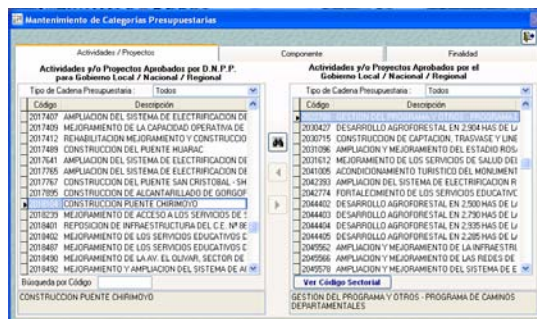 Mantenimiento de Categorías Presupuestarias
Actividades / Proyectos
Componente
Finalidad
Actividades y/o Proyectos Aprobados por D.N.P.P.
para Gobierno Local / Nacional / Regional
Tipo de Cadena Presupuestaria : Todos
Código Descripción
2017407 AMPLIACION DEL SISTEMA DE ELECTRIFICACION DE
2017409 MEJORAMIENTO DE LA CAPACIDAD OPERATIVA DE
2017412 REHABILITACION MEJORAMIENTO Y CONSTRUCCIO
2017489 CONSTRUCCION DEL PUENTE HUARAC
2017641 AMPLIACION DEL SISTEMA DE ELECTRIFICACION DE
2017765 AMPLIACION DEL SISTEMA DE ELECTRIFICACION DE
2017767 CONSTRUCCION DEL PUENTE SAN CRISTOBAL - SH
2017895 CONSTRUCCION DE ALCANTARILLADO DE GORGOR
CONSTRUCCION PUENTE CHIRIMOYO
2018239 MEJORAMIENTO DE ACCESO A LOS SERVICIOS DE
2018401 REPOSICION DE INFRAESTRUCTURA DEL C.E. Nº
2018402 MEJORAMIENTO DE LOS SERVICIOS EDUCATIVOS
2018487 MEJORAMIENTO DE LOS SERVICIOS EDUCATIVOS
2018490 MEJORAMIENTO DE LA AV. EL OLIVAR, SECTOR DE
2018492 MEJORAMIENTO Y AMPLIACION DEL SISTEMA DE
Búsqueda por Código
CONSTRUCCION PUENTE CHIRIMOYO
Actividades y/o Proyectos Aprobados por el
Gobierno Local / Nacional / Regional
Tipo de Cadena Presupuestaria : Todos
Código Descripción
GESTION DEL PROGRAMA Y OTROS - PROGRAMA
2030427 DESARROLLO AGROFORESTAL EN 2,904 HAS DE
2030715 CONSTRUCCION DE CAPTACION, TRASVASE Y LINE
2031096 AMPLIACION Y MEJORAMIENTO DEL ESTADIO
2031612 MEJORAMIENTO DE LOS SERVICIOS DE SALUD DEL
2041005 ACONDICIONAMIENTO TURISTICO DEL MONUMENT
2042393 AMPLIACION DEL SISTEMA DE ELECTRIFICACION R
2042774 FORTALECIMIENTO DE LOS SERVICIOS EDUCATIVC
2044402 DESARROLLO AGROFORESTAL EN 2,500 HAS DE
2044403 DESARROLLO AGROFORESTAL EN 2,790 HAS DE
2044404 DESARROLLO AGROFORESTAL EN 2,935 HAS DE
2044405 DESARROLLO AGROFORESTAL EN 2,285 HAS DE
2045562 AMPLIACION Y MEJORAMIENTO DE LA INFRAESTRL
2045566 AMPLIACION Y MEJORAMIENTO DE LAS REDES DE
2045578 AMPLIACION Y MEJORAMIENTO DEL SISTEMA DE E
Ver Código Sectorial
GESTION DEL PROGRAMA Y OTROS - PROGRAMA DE CAMINOS
DEPARTAMENTALES